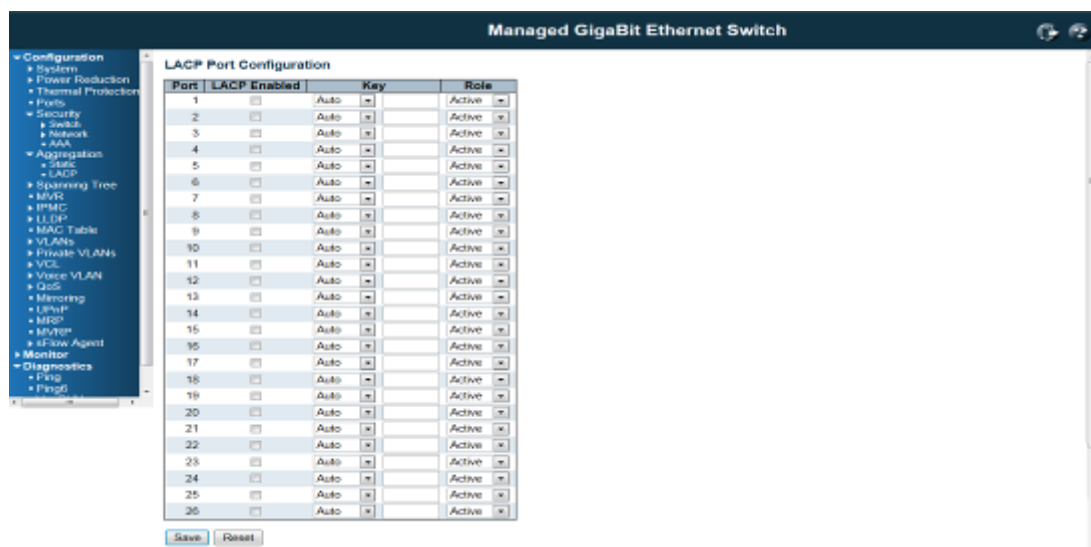 Managed GigaBit Ethernet Switch
Configuration
System
Power Reduction
Thermal Protection
Ports
Security
Switch
Network
AAA
Aggregation
Static
LACP
Spanning Tree
MVR
IPMC
LLDP
MAC Table
VLANs
Private VLANs
VCL
Voice VLAN
QoS
Mirroring
UPnP
MRP
MVRP
sFlow Agent
Monitor
Diagnostics
Ping
Ping6
LACP Port Configuration
Port LACP Enabled Key Role
1 Auto Active
2 Auto Active
3 Auto Active
4 Auto Active
5 Auto Active
6 Auto Active
7 Auto Active
8 Auto Active
9 Auto Active
10 Auto Active
11 Auto Active
12 Auto Active
13 Auto Active
14 Auto Active
15 Auto Active
16 Auto Active
17 Auto Active
18 Auto Active
19 Auto Active
20 Auto Active
21 Auto Active
22 Auto Active
23 Auto Active
24 Auto Active
25 Auto Active
26 Auto Active
Save Reset